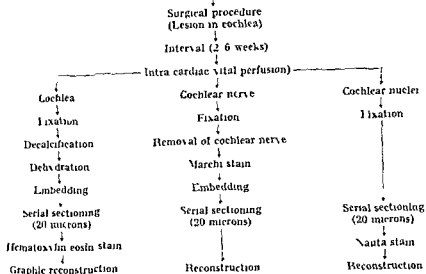 Surgical procedure
(Lesion in cochlea)
Interval (2 6 weeks)
Intra cardiac vital perfusion)
Cochlea
Fixation
Decalcification
Dehydration
Embedding
Serial sectioning
(20 microns)
Hematoxylin eosin stain
Graphic reconstruction
Cochlear nerve
Fixation
Removal of cochlear nerve
Marchi stain
Embedding
Serial sectioning
(20 microns)
Reconstruction
Cochlear nuclei
Fixation
Serial sectioning
(20 microns)
Nauta stain
Reconstruction